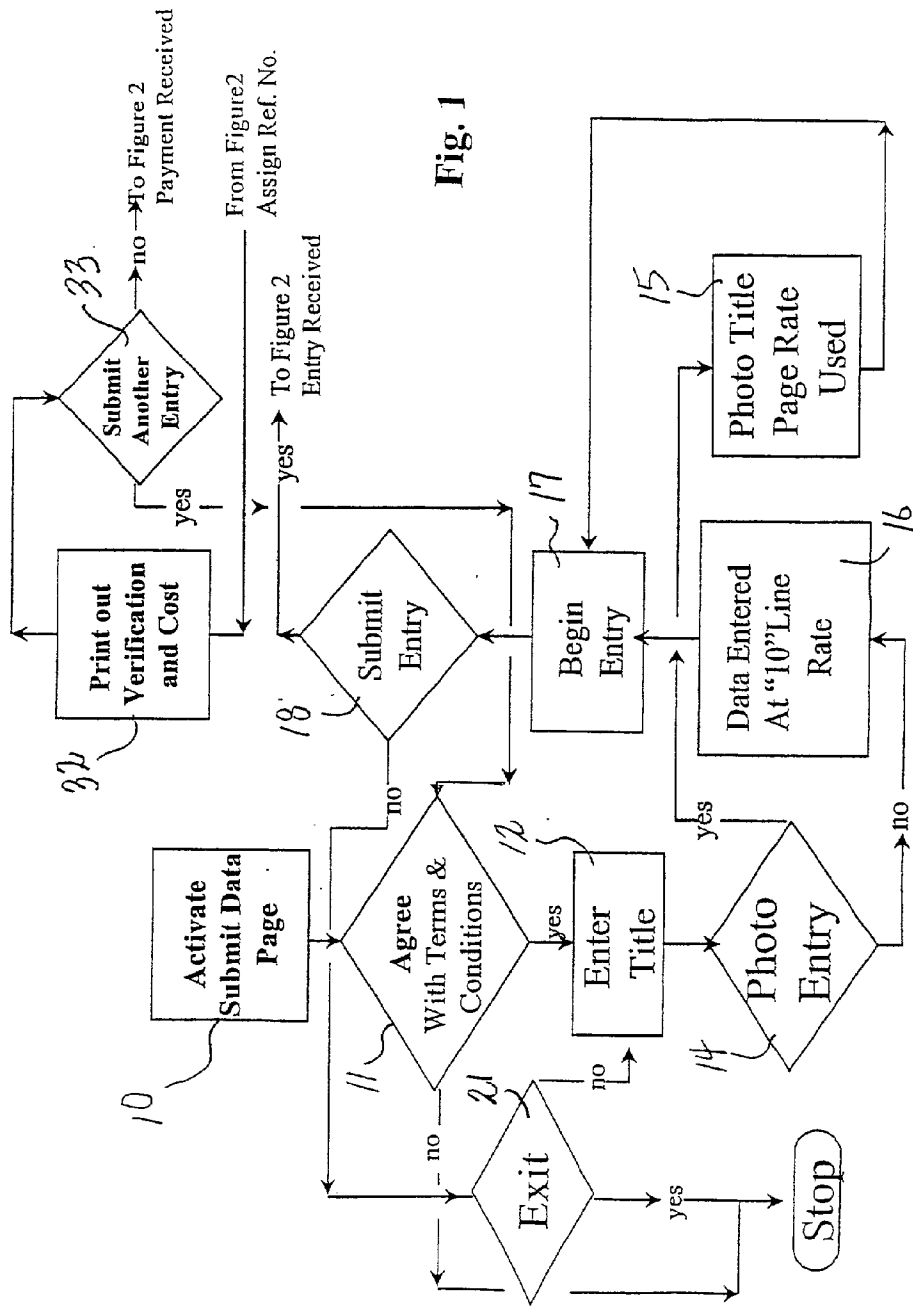 10
Activate
Submit Data
Page
32
Print out
Verification
and Cost
33
Submit
Another
Entry
no
To Figure 2
Payment Received
yes
From Figure2
Assign Ref. No.
11
Agree
With Terms &
Conditions
no
yes
18
Submit
Entry
no
yes
To Figure 2
Entry Received
Fig. 1
21
Exit
no
yes
12
Enter
Title
17
Begin
Entry
14
Photo
Entry
yes
no
16
Data Entered
At “10”Line
Rate
15
Photo Title
Page Rate
Used
Stop